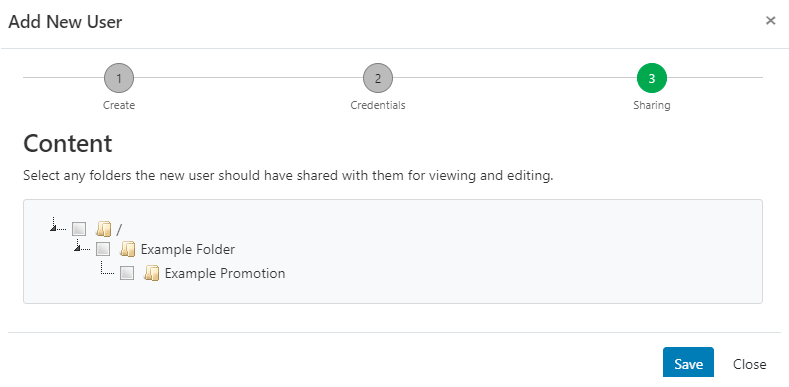 Add New User ×
1 2 3
Create Credentials Sharing
Content
Select any folders the new user should have shared with them for viewing and editing.
/
Example Folder
Example Promotion
Save Close